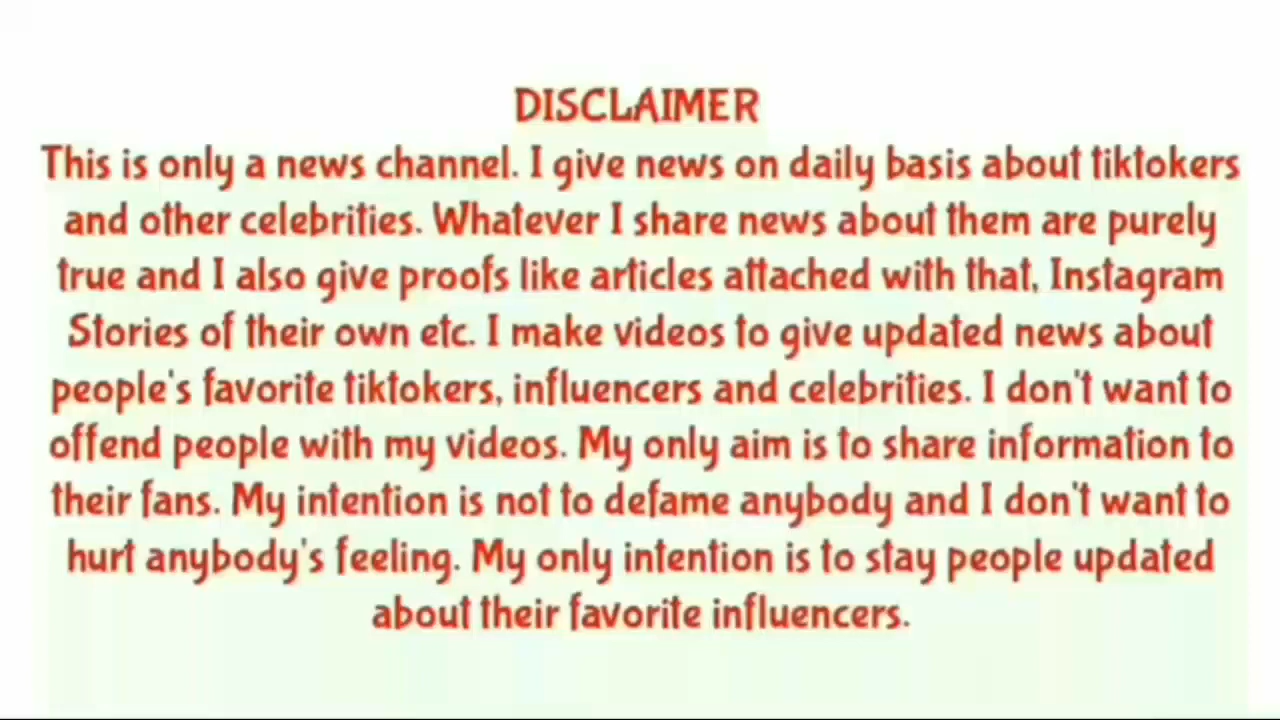 DISCLAIMER
This is only a news channel. I give news on daily basis about tiktokers
and other celebrities. Whatever I share news about them are purely
true and I also give proofs like articles attached with that, Instagram
Stories of their own etc. I make videos to give updated news about
people's favorite tiktokers, influencers and celebrities. I don't want to
offend people with my videos. My only aim is to share information to
their fans. My intention is not to defame anybody and I don't want to
hurt anybody's feeling. My only intention is to stay people updated
about their favorite influencers.